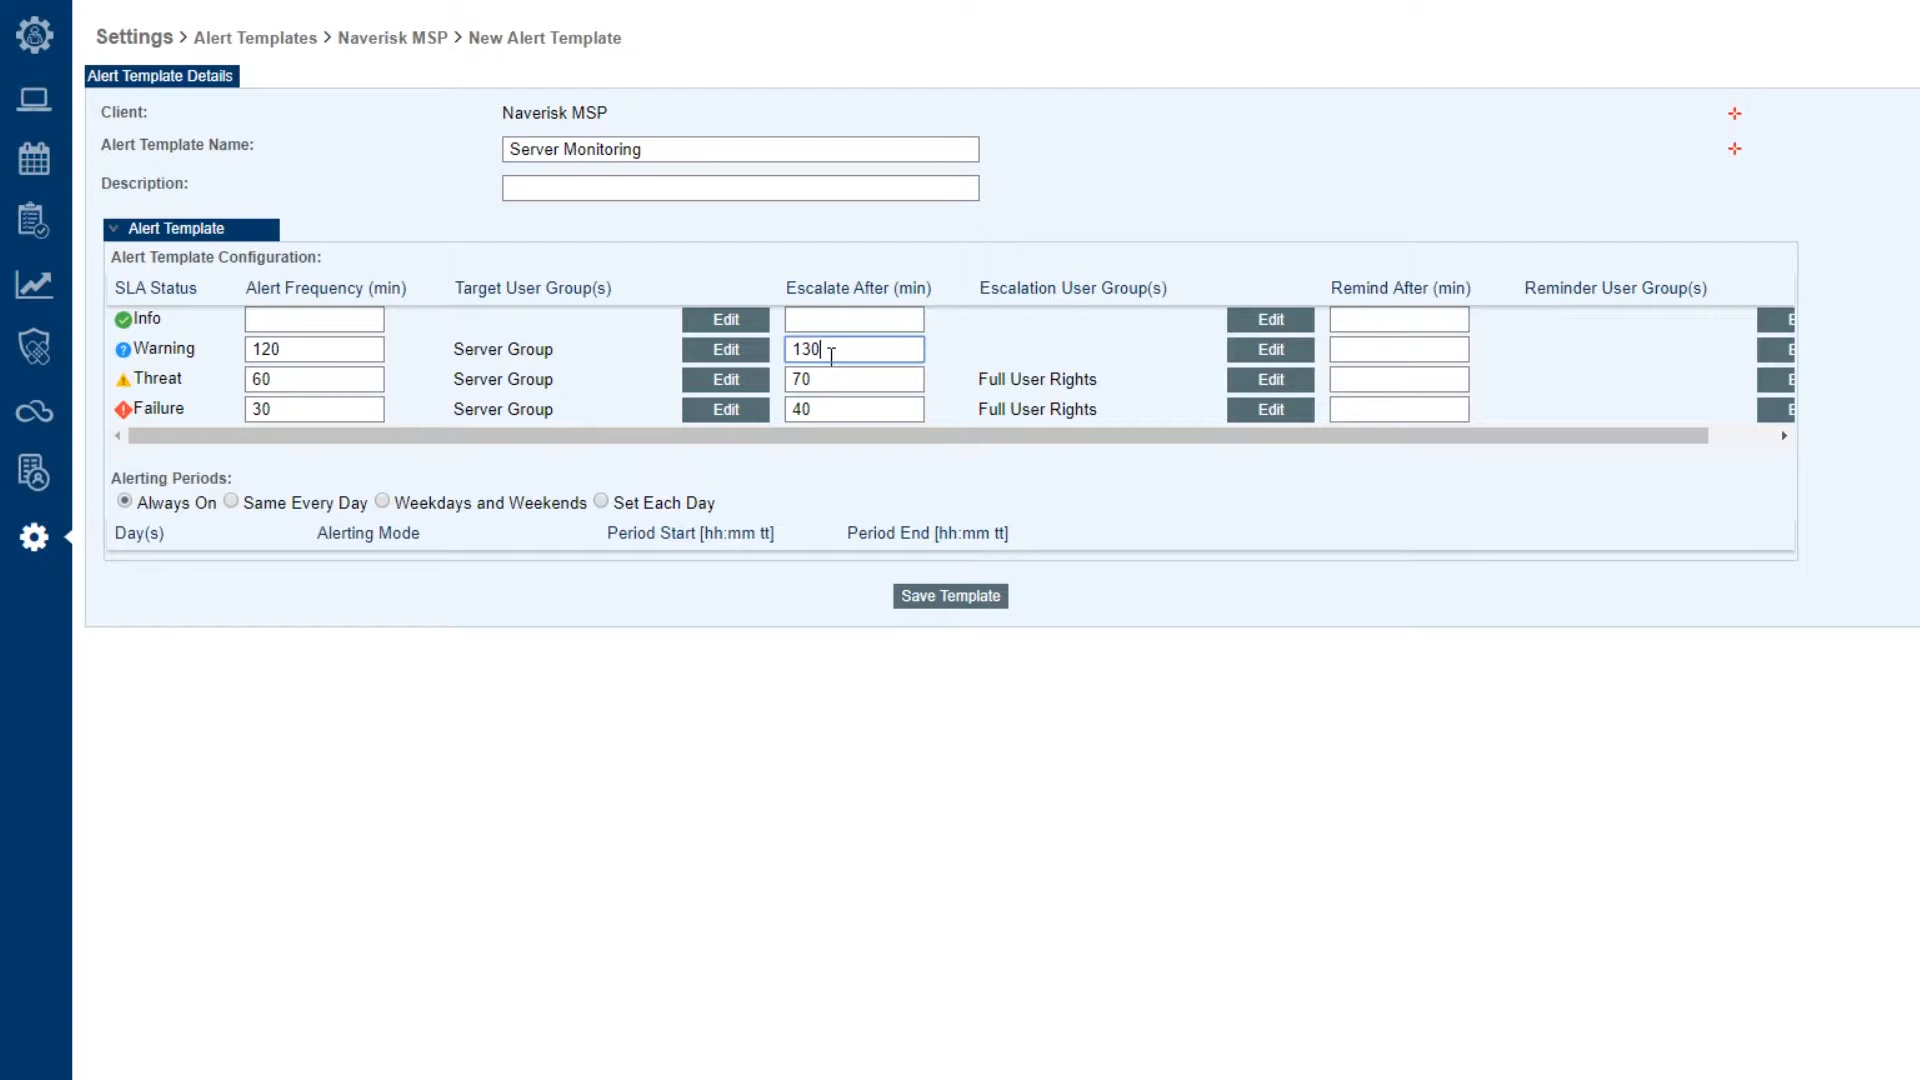 Settings > Alert Templates > Naverisk MSP > New Alert Template
Alert Template Details
Client: Naverisk MSP
Alert Template Name: Server Monitoring
Description:
Alert Template
Alert Template Configuration:
SLA Status Alert Frequency (min) Target User Group(s) Escalate After (min) Escalation User Group(s) Remind After (min) Reminder User Group(s)
Info Edit Edit E
Warning 120 Server Group Edit 130 Edit E
Threat 60 Server Group Edit 70 Full User Rights Edit E
Failure 30 Server Group Edit 40 Full User Rights Edit E
Alerting Periods:
Always On Same Every Day Weekdays and Weekends Set Each Day
Day(s) Alerting Mode Period Start [hh:mm tt] Period End [hh:mm tt]
Save Template